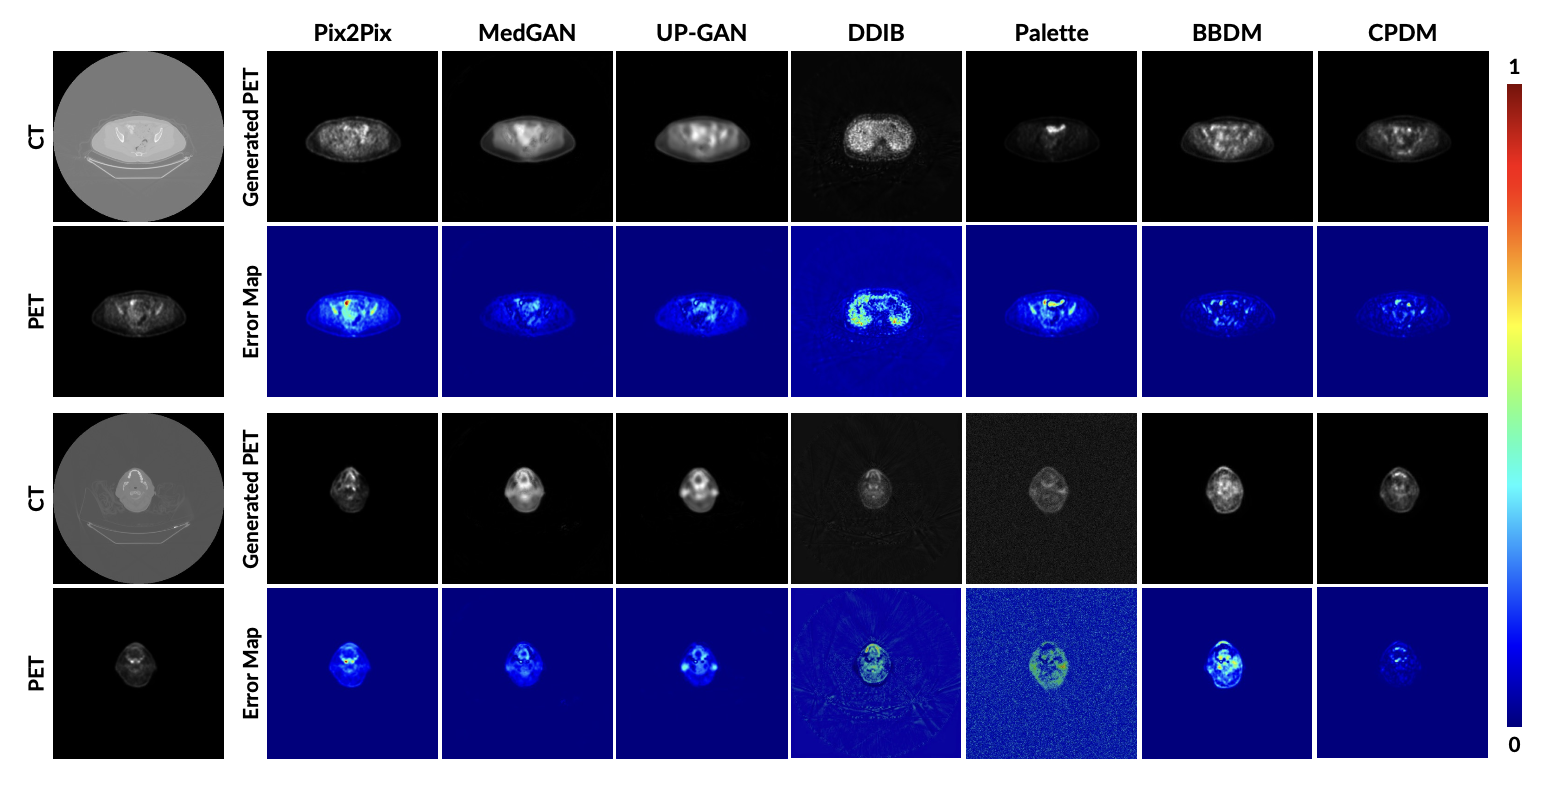 Pix2Pix MedGAN UP-GAN DDIB Palette BBDM CPDM
1
CT
Generated PET
PET
Error Map
CT
Generated PET
PET
Error Map
0